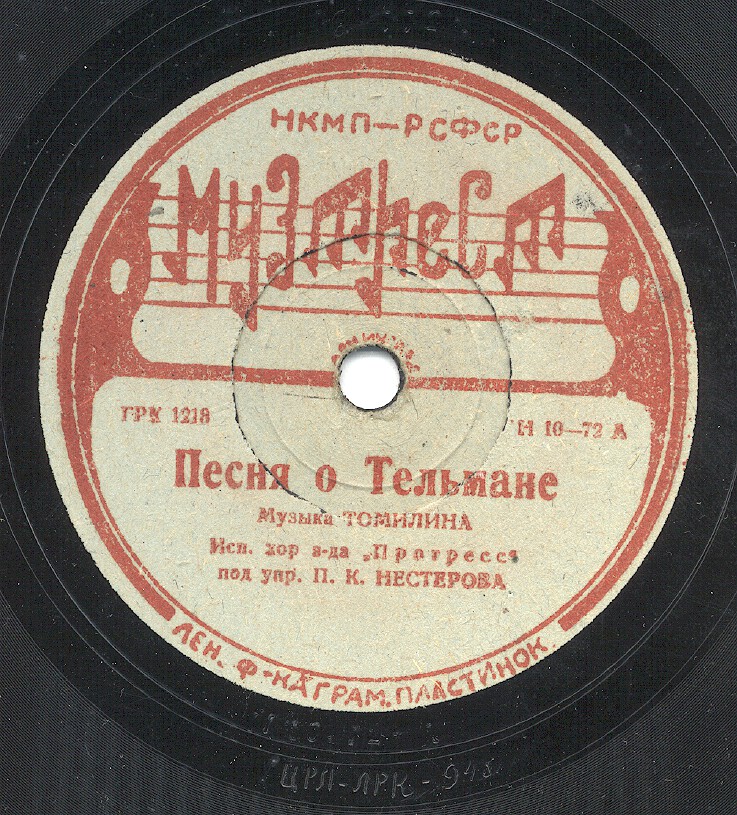 НКМП—РСФСР
МУЗТРЕСТ
ГРК 1218
10—72 А
Песня о Тельмане
Музыка ТОМИЛИНА
Исп. хор з-да „Прогресс“
под упр. П. К. НЕСТЕРОВА
ЛЕН. Ф-КА ГРАМ. ПЛАСТИНОК.
ЦРЛ-ЛРК-948